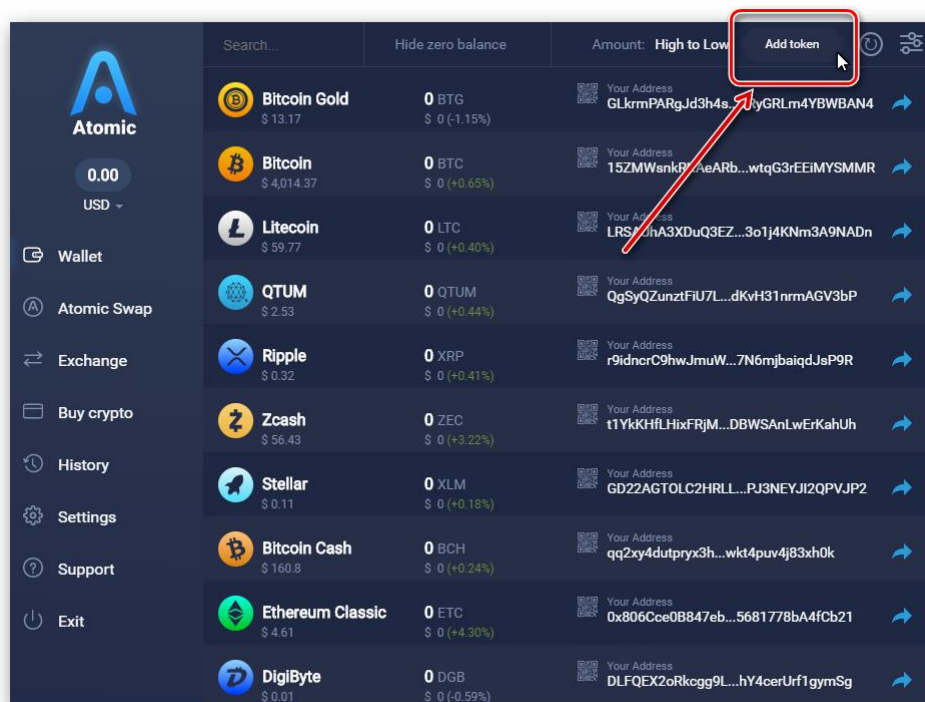 Search...
Hide zero balance
Amount: High to Low
Add token
Atomic
0.00
USD
Wallet
Atomic Swap
Exchange
Buy crypto
History
Settings
Support
Exit
Bitcoin Gold
$ 13.17
0 BTG
$ 0 (-1.15%)
Your Address
GLkrmPARgJd3h4s...RyGRLm4YBWBAN4
Bitcoin
$ 4,014.37
0 BTC
$ 0 (+0.65%)
Your Address
...wtqG3rEEiMYSMMR
Litecoin
$ 59.77
0 LTC
$ 0 (+0.40%)
Your Address
...3o1j4KNm3A9NADn
QTUM
$ 2.53
0 QTUM
$ 0 (+0.44%)
Your Address
QgSyQZunztFiU7L...dKvH31nrmAGV3bP
Ripple
$ 0.32
0 XRP
$ 0 (+0.41%)
Your Address
r9idncrC9hwJmuW...7N6mjbaiqdJsP9R
Zcash
$ 56.43
0 ZEC
$ 0 (+3.22%)
Your Address
t1YkKHfLHixFRjM...DBWSAnLwErKahUh
Stellar
$ 0.11
0 XLM
$ 0 (+0.18%)
Your Address
GD22AGTOLC2HRLL...PJ3NEYJI2QPVJP2
Bitcoin Cash
$ 160.8
0 BCH
$ 0 (+0.24%)
Your Address
qq2xy4dutpryx3h...wkt4puv4j83xh0k
Ethereum Classic
$ 4.61
0 ETC
$ 0 (+4.30%)
Your Address
0x806Cce0B847eb...5681778bA4fCb21
DigiByte
$ 0.01
0 DGB
$ 0 (-0.59%)
Your Address
DLFQEX2oRkcgg9L...hY4cerUrf1gymSg